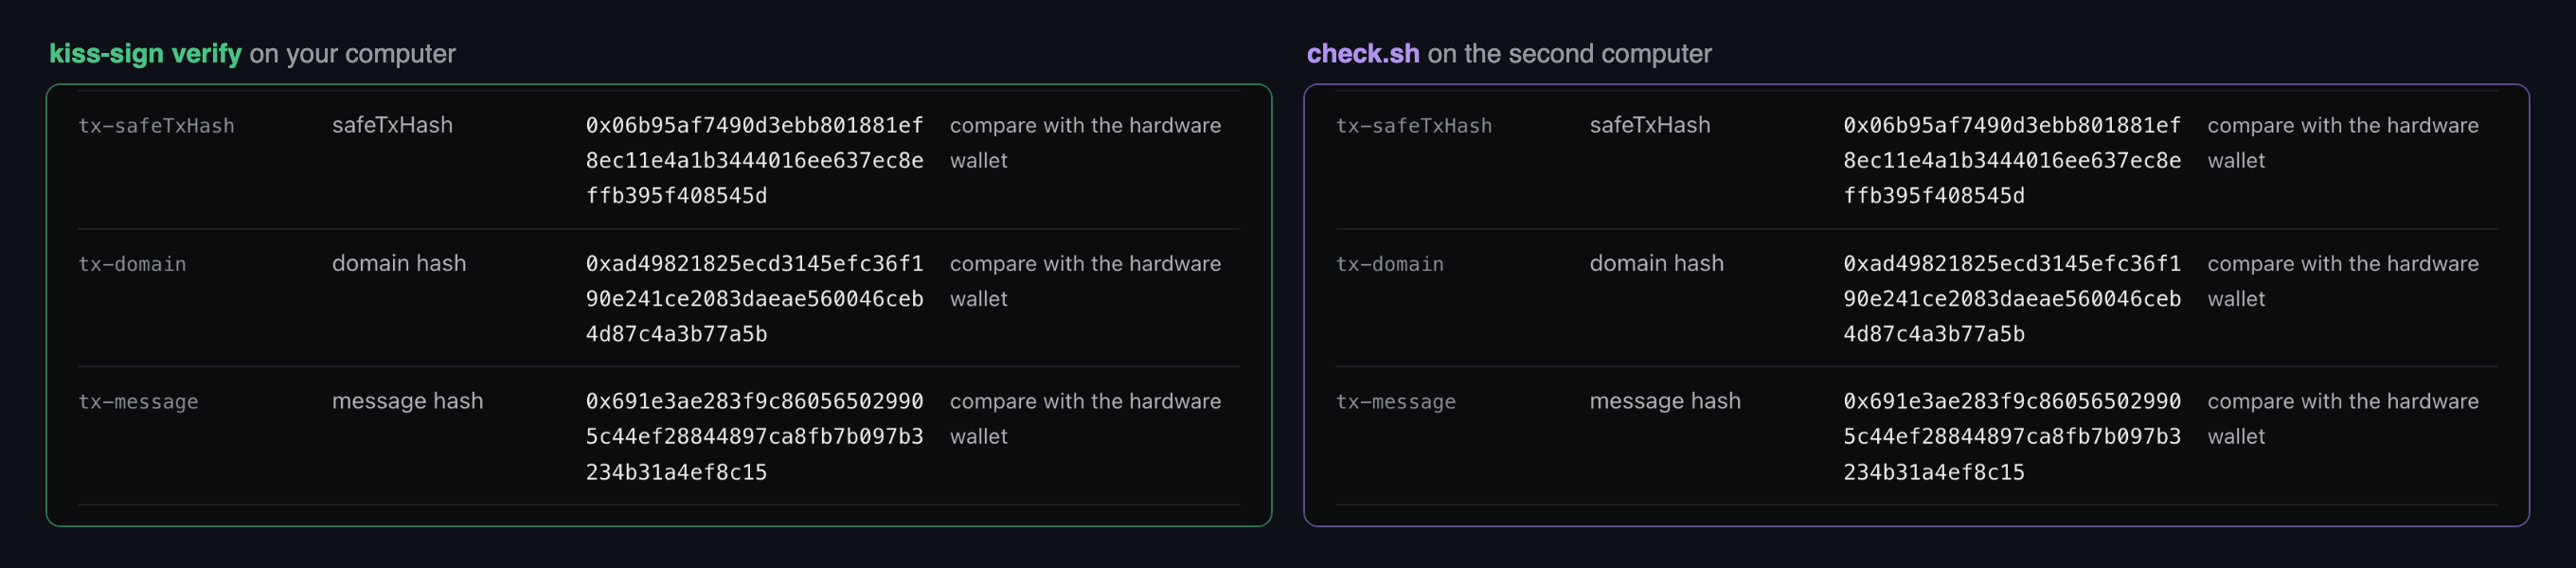 kiss-sign verify on your computer
tx-safeTxHash safeTxHash 0x06b95af7490d3ebb801881ef compare with the hardware
8ec11e4a1b3444016ee637ec8e wallet
ffb395f408545d
tx-domain domain hash 0xad49821825ecd3145efc36f1 compare with the hardware
90e241ce2083daeae560046ceb wallet
4d87c4a3b77a5b
tx-message message hash 0x691e3ae283f9c86056502990 compare with the hardware
5c44ef28844897ca8fb7b097b3 wallet
234b31a4ef8c15
check.sh on the second computer
tx-safeTxHash safeTxHash 0x06b95af7490d3ebb801881ef compare with the hardware
8ec11e4a1b3444016ee637ec8e wallet
ffb395f408545d
tx-domain domain hash 0xad49821825ecd3145efc36f1 compare with the hardware
90e241ce2083daeae560046ceb wallet
4d87c4a3b77a5b
tx-message message hash 0x691e3ae283f9c86056502990 compare with the hardware
5c44ef28844897ca8fb7b097b3 wallet
234b31a4ef8c15